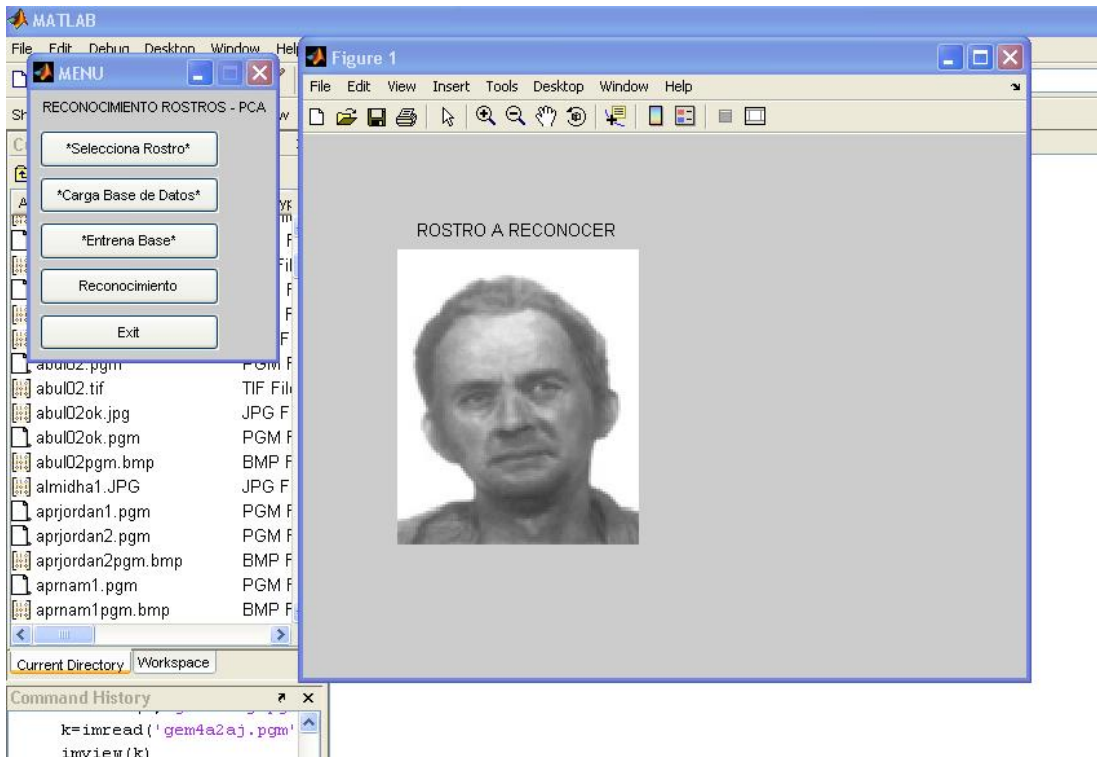 MATLAB
File Edit Debug Desktop Window Help
MENU
RECONOCIMIENTO ROSTROS - PCA
*Selecciona Rostro*
*Carga Base de Datos*
*Entrena Base*
Reconocimiento
Exit
Figure 1
File Edit View Insert Tools Desktop Window Help
ROSTRO A RECONOCER
abul02.pgm PGM F
abul02.tif TIF File
abul02ok.jpg JPG F
abul02ok.pgm PGM F
abul02pgm.bmp BMP F
almidha1.JPG JPG F
aprjordan1.pgm PGM F
aprjordan2.pgm PGM F
aprjordan2pgm.bmp BMP F
aprnam1.pgm PGM F
aprnam1pgm.bmp BMP F
Current Directory Workspace
Command History
k=imread('gem4a2aj.pgm'
imview(k)